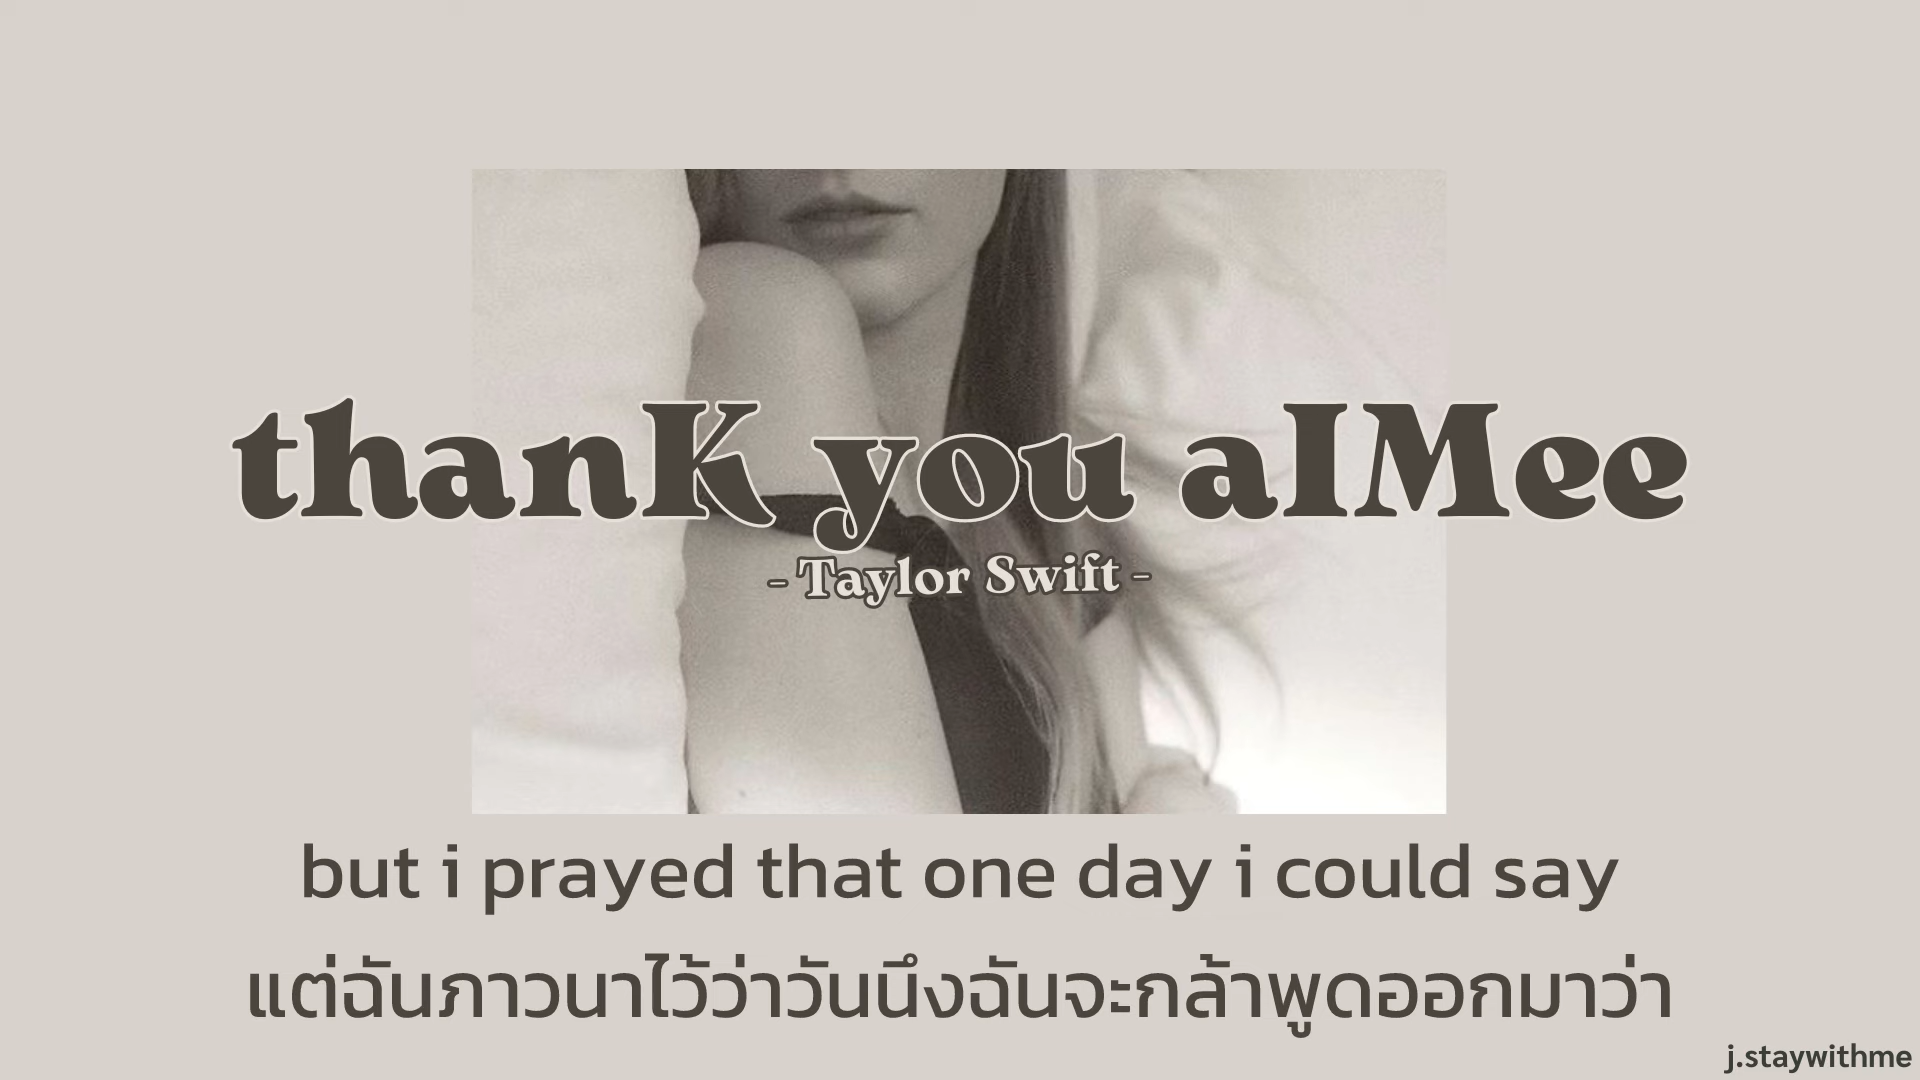 thanK you aIMee
- Taylor Swift -
but i prayed that one day i could say
แต่ฉันภาวนาไว้ว่าวันนึงฉันจะกล้าพูดออกมาว่า
j.staywithme